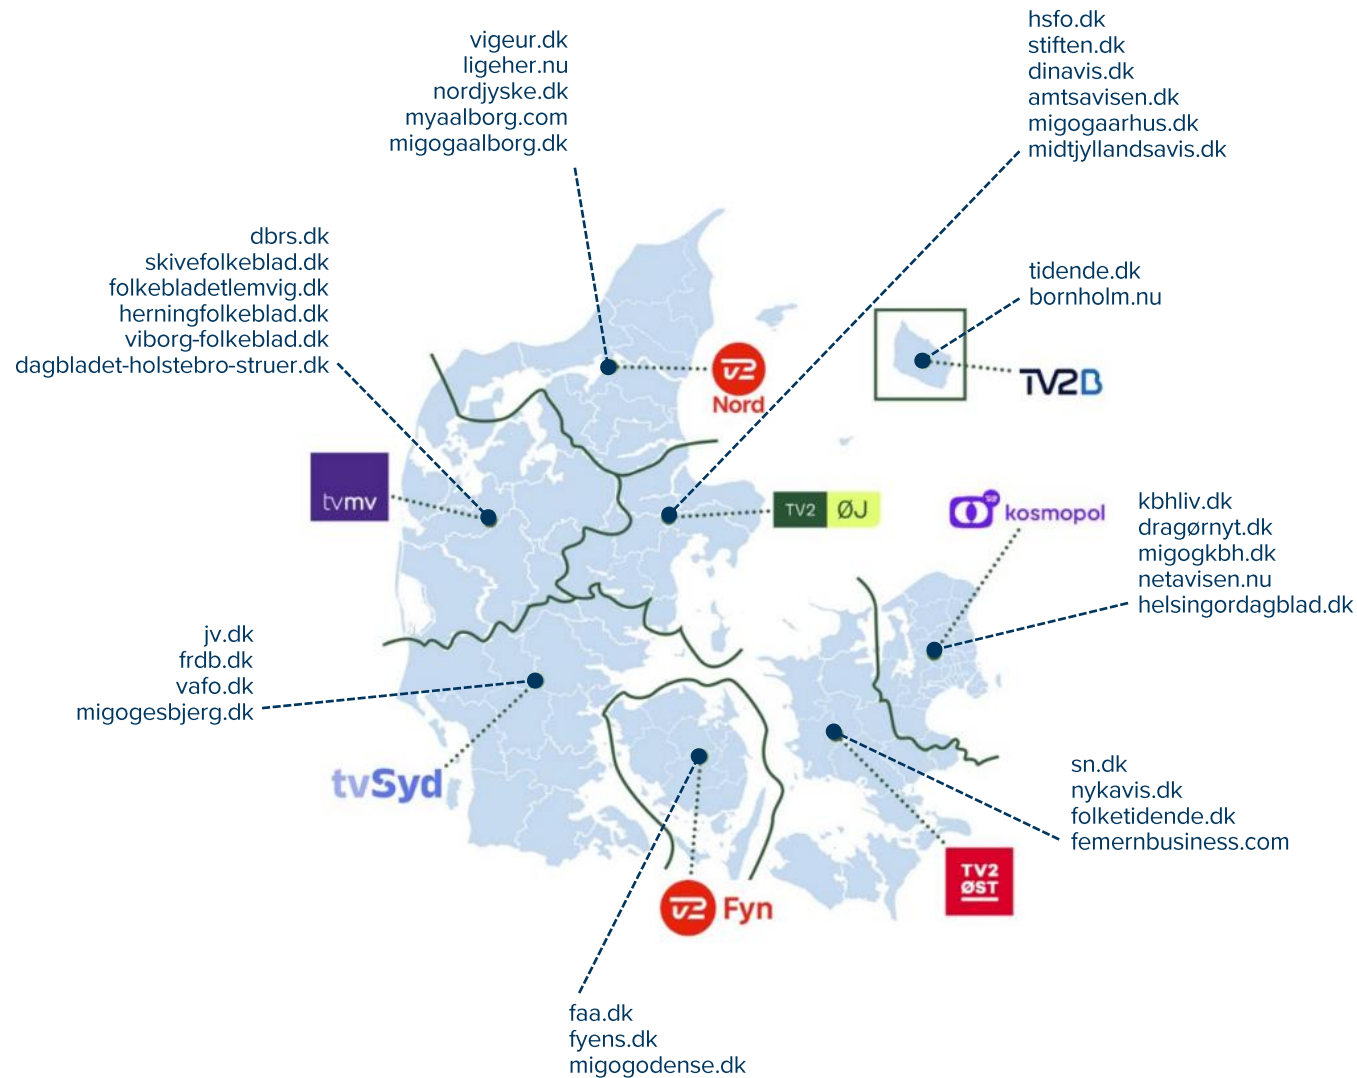 hsfo.dk
stiften.dk
dinavis.dk
amtsavisen.dk
migogaarhus.dk
midtjyllandsavis.dk
vigeur.dk
ligeher.nu
nordjyske.dk
myaalborg.com
migogaalborg.dk
dbrs.dk
skivefolkeblad.dk
folkebladetlemvig.dk
herningfolkeblad.dk
viborg-folkeblad.dk
dagbladet-holstebro-struer.dk
tidende.dk
bornholm.nu
2
Nord
TV2B
tvmv
TV2 ØJ
kosmopol
kbhliv.dk
dragørnyt.dk
migogkbh.dk
netavisen.nu
helsingordagblad.dk
jv.dk
frdb.dk
vafo.dk
migogesbjerg.dk
tvSyd
sn.dk
nykavis.dk
folketidende.dk
femernbusiness.com
TV2
ØST
2 Fyn
faa.dk
fyens.dk
migogodense.dk